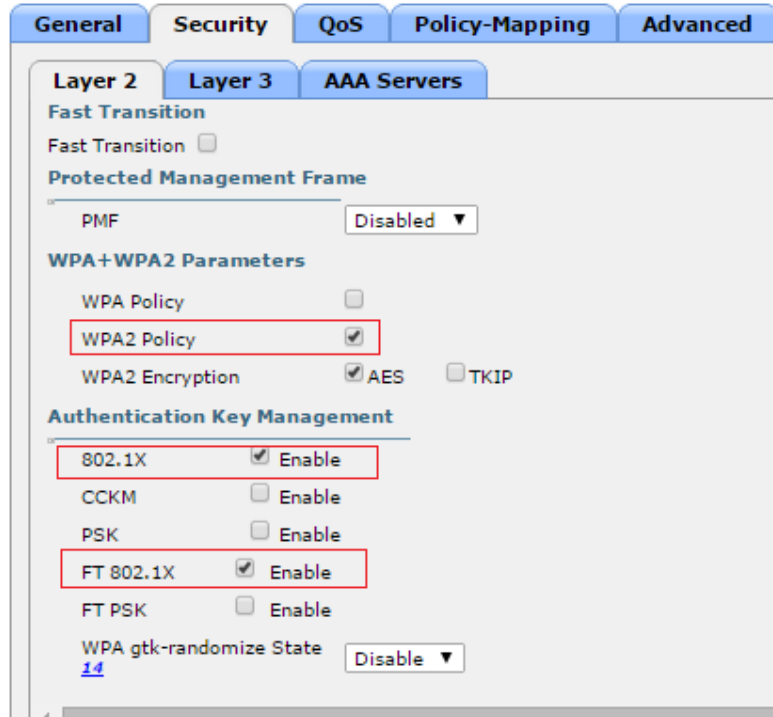 General Security QoS Policy-Mapping Advanced
Layer 2 Layer 3 AAA Servers
Fast Transition
Fast Transition
Protected Management Frame
PMF Disabled
WPA+WPA2 Parameters
WPA Policy
WPA2 Policy
WPA2 Encryption AES TKIP
Authentication Key Management
802.1X Enable
CCKM Enable
PSK Enable
FT 802.1X Enable
FT PSK Enable
WPA gtk-randomize State Disable
14